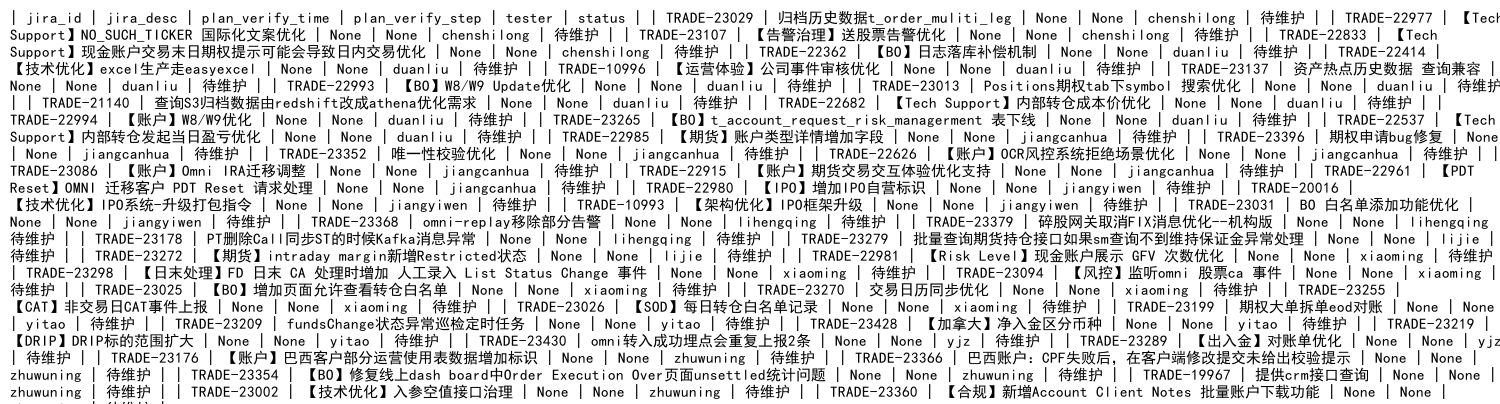 | jira_id | jira_desc | plan_verify_time | plan_verify_step | tester | status | | TRADE-23029 | 归档历史数据t_order_muliti_leg | None | None | chenshilong | 待维护 | | TRADE-22977 | 【Tech
Support】NO_SUCH_TICKER 国际化文案优化 | None | None | chenshilong | 待维护 | | TRADE-23107 | 【告警治理】送股票告警优化 | None | None | chenshilong | 待维护 | | TRADE-22833 | 【Tech
Support】现金账户交易末日期权提示可能会导致日内交易优化 | None | None | chenshilong | 待维护 | | TRADE-22362 | 【BO】日志落库补偿机制 | None | None | duanliu | 待维护 | | TRADE-22414 |
【技术优化】excel生产走easyexcel | None | None | duanliu | 待维护 | | TRADE-10996 | 【运营体验】公司事件审核优化 | None | None | duanliu | 待维护 | | TRADE-23137 | 资产热点历史数据 查询兼容 |
None | None | duanliu | 待维护 | | TRADE-22993 | 【BO】W8/W9 Update优化 | None | None | duanliu | 待维护 | | TRADE-23013 | Positions期权tab下symbol 搜索优化 | None | None | duanliu | 待维护
| | TRADE-21140 | 查询S3归档数据由redshift改成athena优化需求 | None | None | duanliu | 待维护 | | TRADE-22682 | 【Tech Support】内部转仓成本价优化 | None | None | duanliu | 待维护 | |
TRADE-22994 | 【账户】W8/W9优化 | None | None | duanliu | 待维护 | | TRADE-23265 | 【BO】t_account_request_risk_managerment 表下线 | None | None | duanliu | 待维护 | | TRADE-22537 | 【Tech
Support】内部转仓发起当日盈亏优化 | None | None | duanliu | 待维护 | | TRADE-22985 | 【期货】账户类型详情增加字段 | None | None | jiangcanhua | 待维护 | | TRADE-23396 | 期权申请bug修复 | None
| None | jiangcanhua | 待维护 | | TRADE-23352 | 唯一性校验优化 | None | None | jiangcanhua | 待维护 | | TRADE-22626 | 【账户】OCR风控系统拒绝场景优化 | None | None | jiangcanhua | 待维护 | |
TRADE-23086 | 【账户】Omni IRA迁移调整 | None | None | jiangcanhua | 待维护 | | TRADE-22915 | 【账户】期货交易交互体验优化支持 | None | None | jiangcanhua | 待维护 | | TRADE-22961 | 【PDT
Reset】OMNI 迁移客户 PDT Reset 请求处理 | None | None | jiangcanhua | 待维护 | | TRADE-22980 | 【IPO】增加IPO自营标识 | None | None | jiangyiwen | 待维护 | | TRADE-20016 |
【技术优化】IPO系统-升级打包指令 | None | None | jiangyiwen | 待维护 | | TRADE-10993 | 【架构优化】IPO框架升级 | None | None | jiangyiwen | 待维护 | | TRADE-23031 | BO 白名单添加功能优化 |
None | None | jiangyiwen | 待维护 | | TRADE-23368 | omni-replay移除部分告警 | None | None | lihengqing | 待维护 | | TRADE-23379 | 碎股网关取消FIX消息优化--机构版 | None | None | lihengqing |
待维护 | | TRADE-23178 | PT删除Call同步ST的时候Kafka消息异常 | None | None | lihengqing | 待维护 | | TRADE-23279 | 批量查询期货持仓接口如果sm查询不到维持保证金异常处理 | None | None | lijie |
待维护 | | TRADE-23272 | 【期货】intraday margin新增Restricted状态 | None | None | lijie | 待维护 | | TRADE-22981 | 【Risk Level】现金账户展示 GFV 次数优化 | None | None | xiaoming | 待维护 |
| TRADE-23298 | 【日末处理】FD 日末 CA 处理时增加 人工录入 List Status Change 事件 | None | None | xiaoming | 待维护 | | TRADE-23094 | 【风控】监听omni 股票ca 事件 | None | None | xiaoming |
待维护 | | TRADE-23025 | 【BO】增加页面允许查看转仓白名单 | None | None | xiaoming | 待维护 | | TRADE-23270 | 交易日历同步优化 | None | None | xiaoming | 待维护 | | TRADE-23255 |
【CAT】非交易日CAT事件上报 | None | None | xiaoming | 待维护 | | TRADE-23026 | 【SOD】每日转仓白名单记录 | None | None | xiaoming | 待维护 | | TRADE-23199 | 期权大单拆单eod对账 | None | None
| yitao | 待维护 | | TRADE-23209 | fundsChange状态异常巡检定时任务 | None | None | yitao | 待维护 | | TRADE-23428 | 【加拿大】净入金区分币种 | None | None | yitao | 待维护 | | TRADE-23219 |
【DRIP】DRIP标的范围扩大 | None | None | yitao | 待维护 | | TRADE-23430 | omni转入成功埋点会重复上报2条 | None | None | yjz | 待维护 | | TRADE-23289 | 【出入金】对账单优化 | None | None | yjz
| 待维护 | | TRADE-23176 | 【账户】巴西客户部分运营使用表数据增加标识 | None | None | zhuwuning | 待维护 | | TRADE-23366 | 巴西账户：CPF失败后，在客户端修改提交未给出校验提示 | None | None |
zhuwuning | 待维护 | | TRADE-23354 | 【BO】修复线上dash board中Order Execution Over页面unsettled统计问题 | None | None | zhuwuning | 待维护 | | TRADE-19967 | 提供crm接口查询 | None | None |
zhuwuning | 待维护 | | TRADE-23002 | 【技术优化】入参空值接口治理 | None | None | zhuwuning | 待维护 | | TRADE-23360 | 【合规】新增Account Client Notes 批量账户下载功能 | None | None |